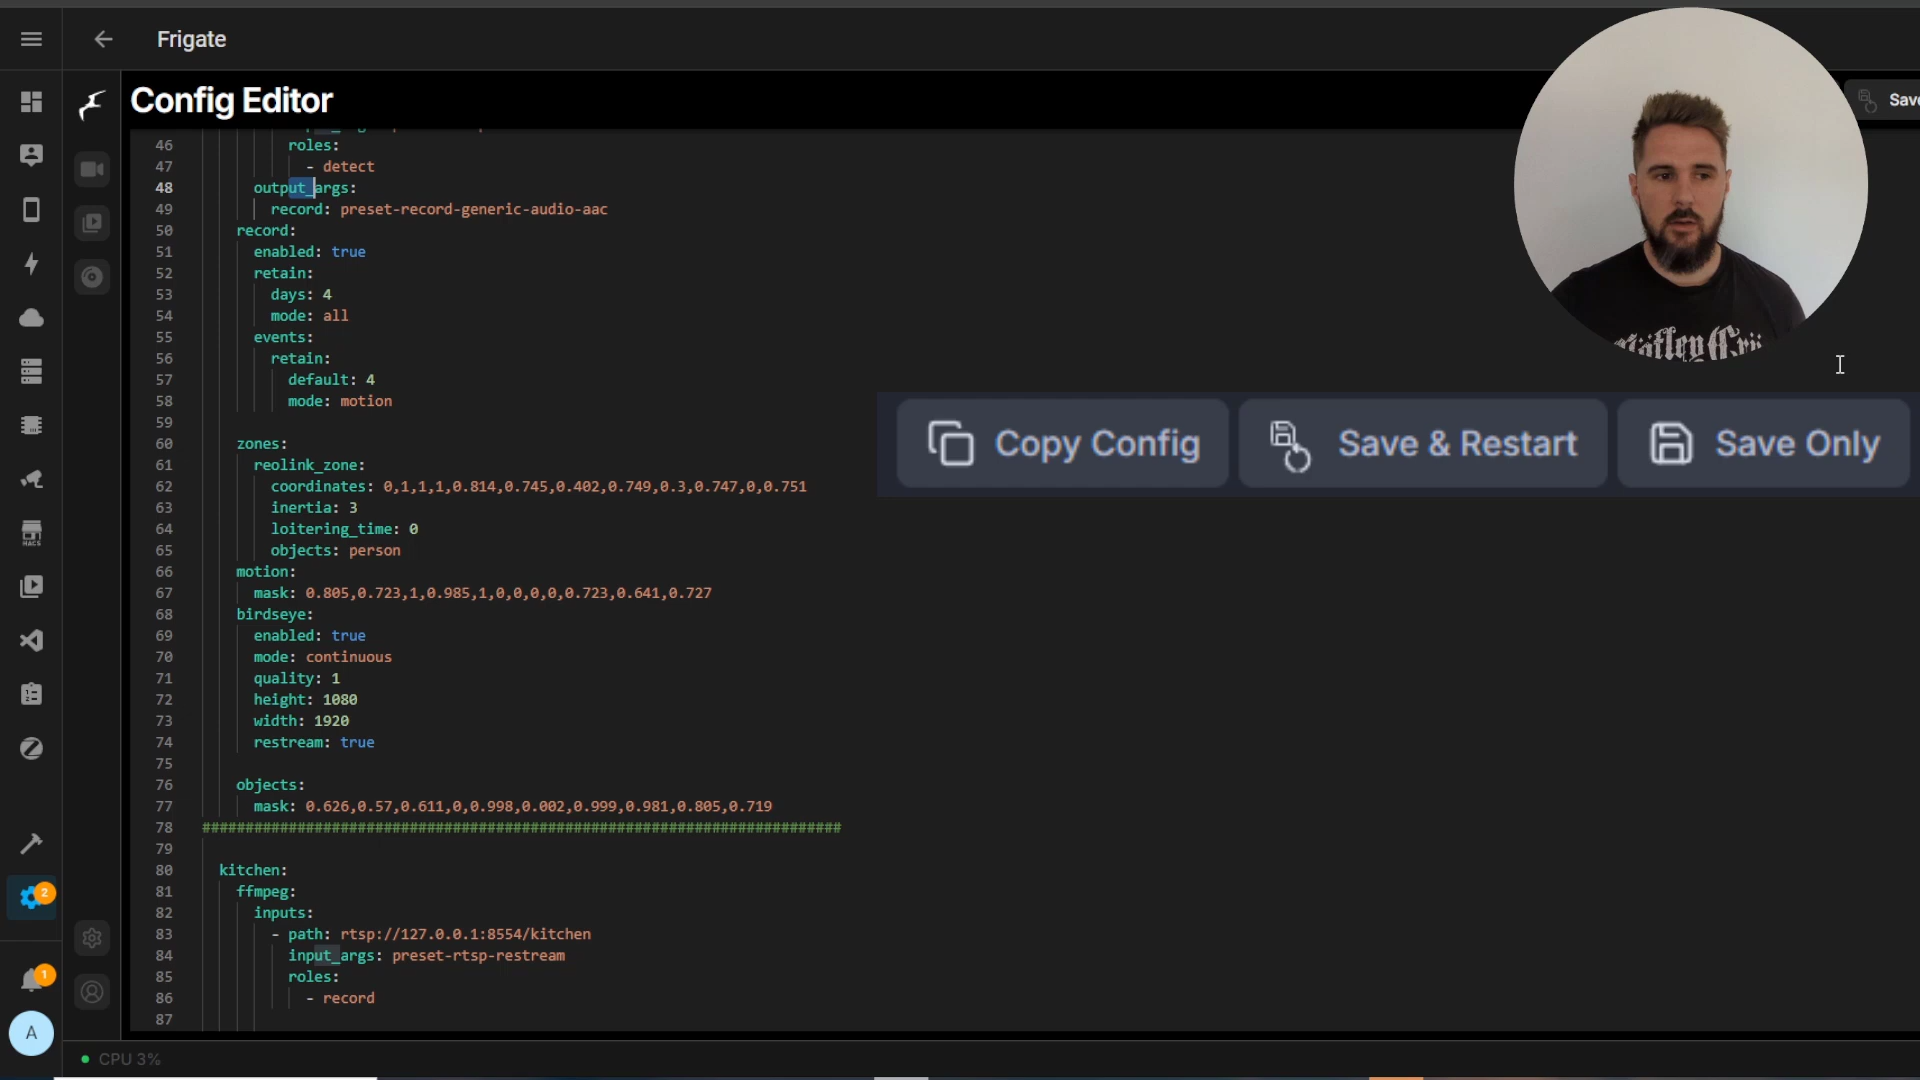 Frigate
Config Editor
Save
46 roles:
47 - detect
48 output_args:
49 record: preset-record-generic-audio-aac
50 record:
51 enabled: true
52 retain:
53 days: 4
54 mode: all
55 events:
56 retain:
57 default: 4
58 mode: motion
59
60 zones:
61 reolink_zone:
62 coordinates: 0,1,1,1,0.814,0.745,0.402,0.749,0.3,0.747,0,0.751
63 inertia: 3
64 loitering_time: 0
65 objects: person
66 motion:
67 mask: 0.805,0.723,1,0.985,1,0,0,0,0,0.723,0.641,0.727
68 birdseye:
69 enabled: true
70 mode: continuous
71 quality: 1
72 height: 1080
73 width: 1920
74 restream: true
75
76 objects:
77 mask: 0.626,0.57,0.611,0,0.998,0.002,0.999,0.981,0.805,0.719
78 ##########################################################################
79
80 kitchen:
81 ffmpeg:
82 inputs:
83 - path: rtsp://127.0.0.1:8554/kitchen
84 input_args: preset-rtsp-restream
85 roles:
86 - record
87
Copy Config
Save & Restart
Save Only
HACS
2
1
A
CPU 3%